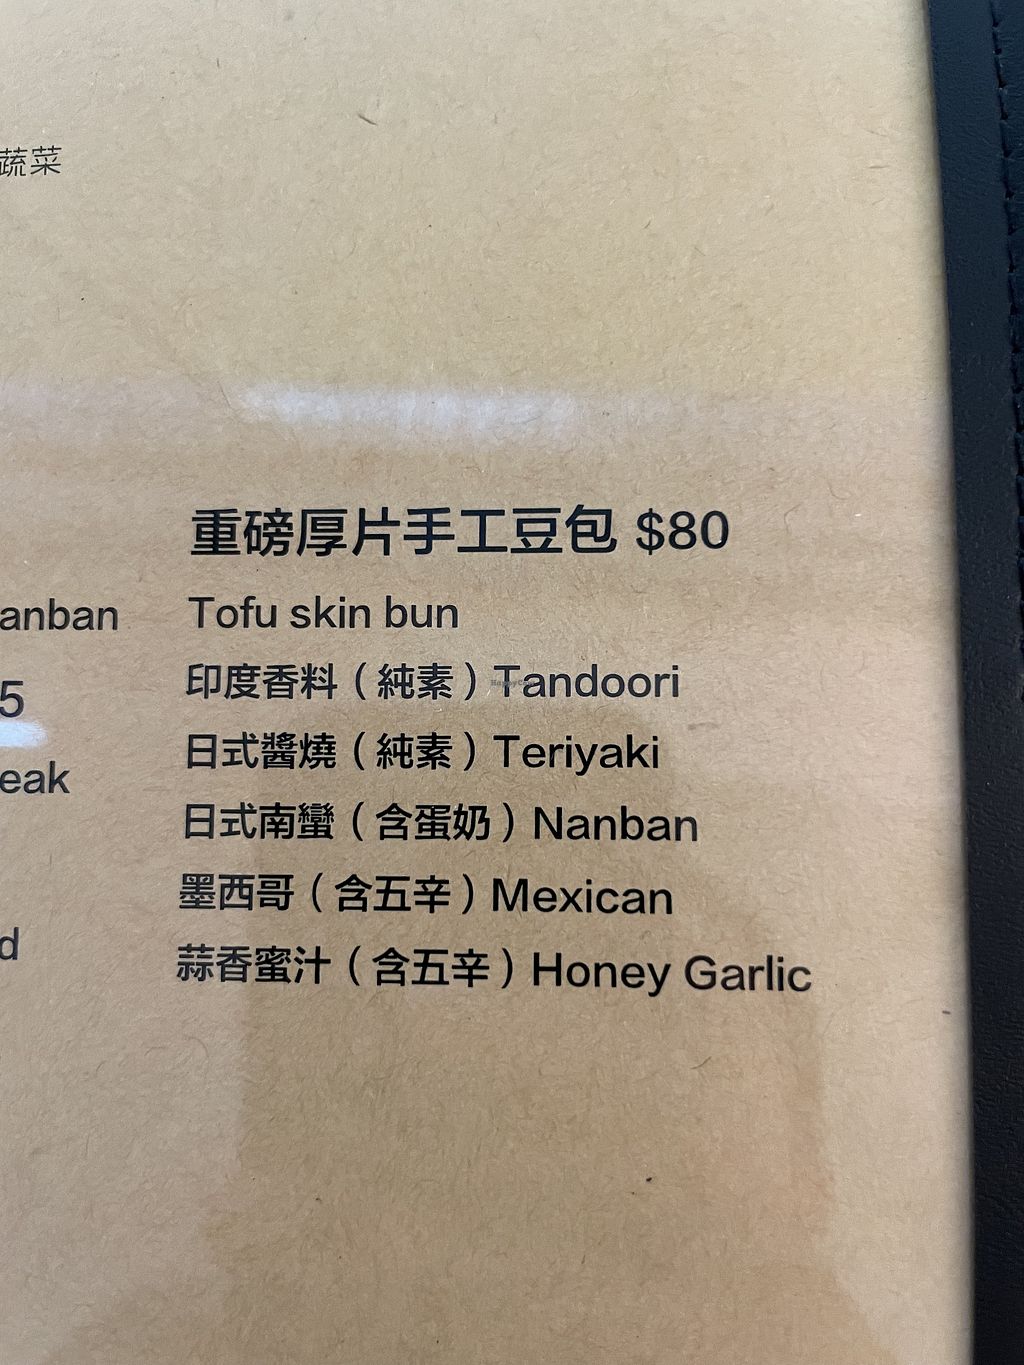 蔬菜
重磅厚片手工豆包 $80
anban
Tofu skin bun
5
印度香料（純素）Tandoori
eak
日式醬燒（純素）Teriyaki
日式南蠻（含蛋奶）Nanban
d
墨西哥（含五辛）Mexican
蒜香蜜汁（含五辛）Honey Garlic
HappyCow